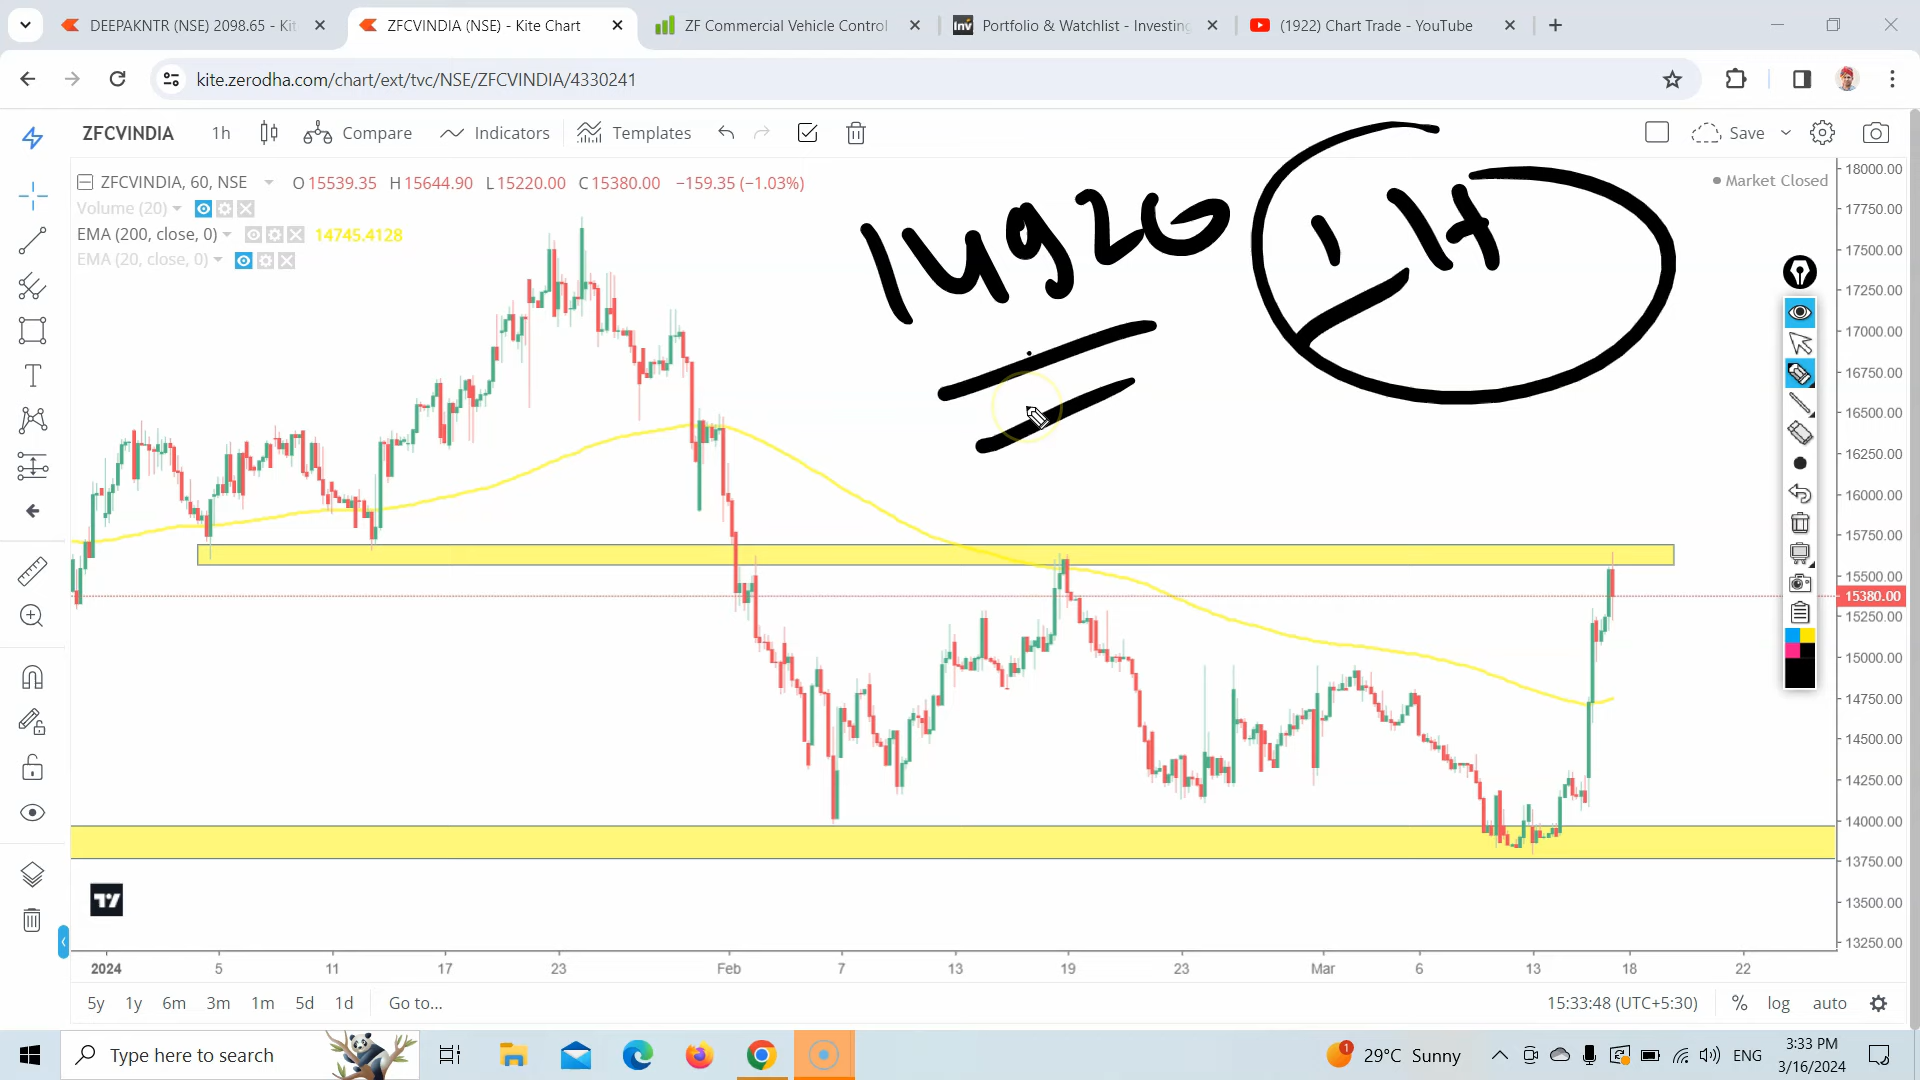 DEEPAKNTR (NSE) 2098.65 - Kit
ZFCVINDIA (NSE) - Kite Chart
ZF Commercial Vehicle Control
Portfolio & Watchlist - Investing
(1922) Chart Trade - YouTube
kite.zerodha.com/chart/ext/tvc/NSE/ZFCVINDIA/4330241
ZFCVINDIA 1h Compare Indicators Templates Save
ZFCVINDIA, 60, NSE O 15539.35 H 15644.90 L 15220.00 C 15380.00 −159.35 (−1.03%)
Market Closed
Volume (20)
EMA (200, close, 0) 14745.4128
EMA (20, close, 0)
14920 1H
18000.00
17750.00
17500.00
17250.00
17000.00
16750.00
16500.00
16250.00
16000.00
15750.00
15500.00
15380.00
15250.00
15000.00
14750.00
14500.00
14250.00
14000.00
13750.00
13500.00
13250.00
2024 5 11 17 23 Feb 7 13 19 23 Mar 6 13 18 22
5y 1y 6m 3m 1m 5d 1d Go to... 15:33:48 (UTC+5:30) % log auto
Type here to search
1 29°C Sunny ENG
3:33 PM
3/16/2024